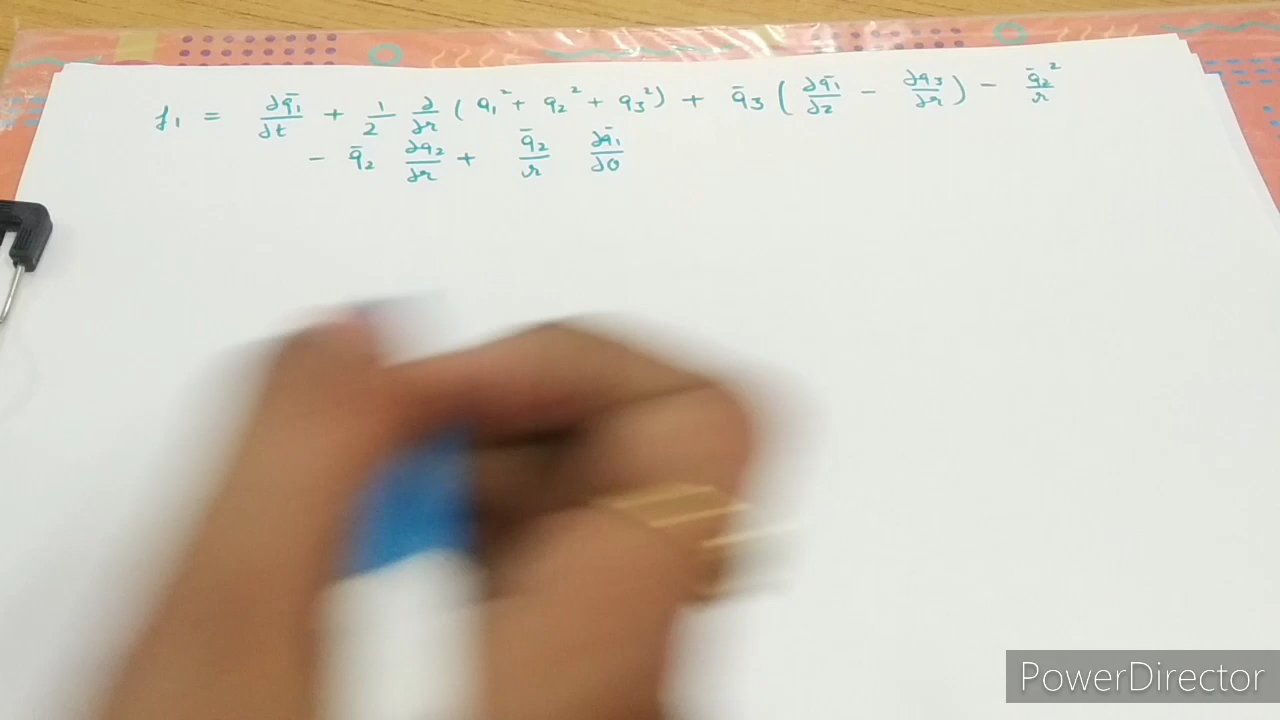 f₁ = ∂q̄₁/∂t + 1/2 ∂/∂r (q₁² + q₂² + q₃²) + q̄₃ (∂q̄₁/∂z − ∂q₃/∂r) − q̄₂²/r
− q̄₂ ∂q₂/∂r + q̄₂/r ∂q̄₁/∂θ
PowerDirector